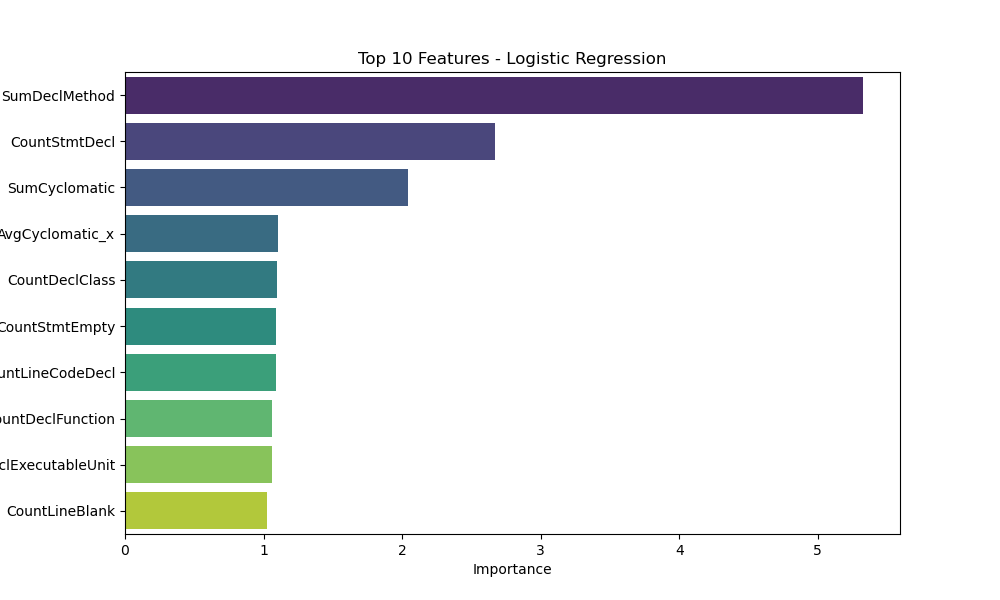 Top 10 Features - Logistic Regression
SumDeclMethod
CountStmtDecl
SumCyclomatic
AvgCyclomatic_x
CountDeclClass
CountStmtEmpty
untLineCodeDecl
ountDeclFunction
clExecutableUnit
CountLineBlank
0 1 2 3 4 5
Importance